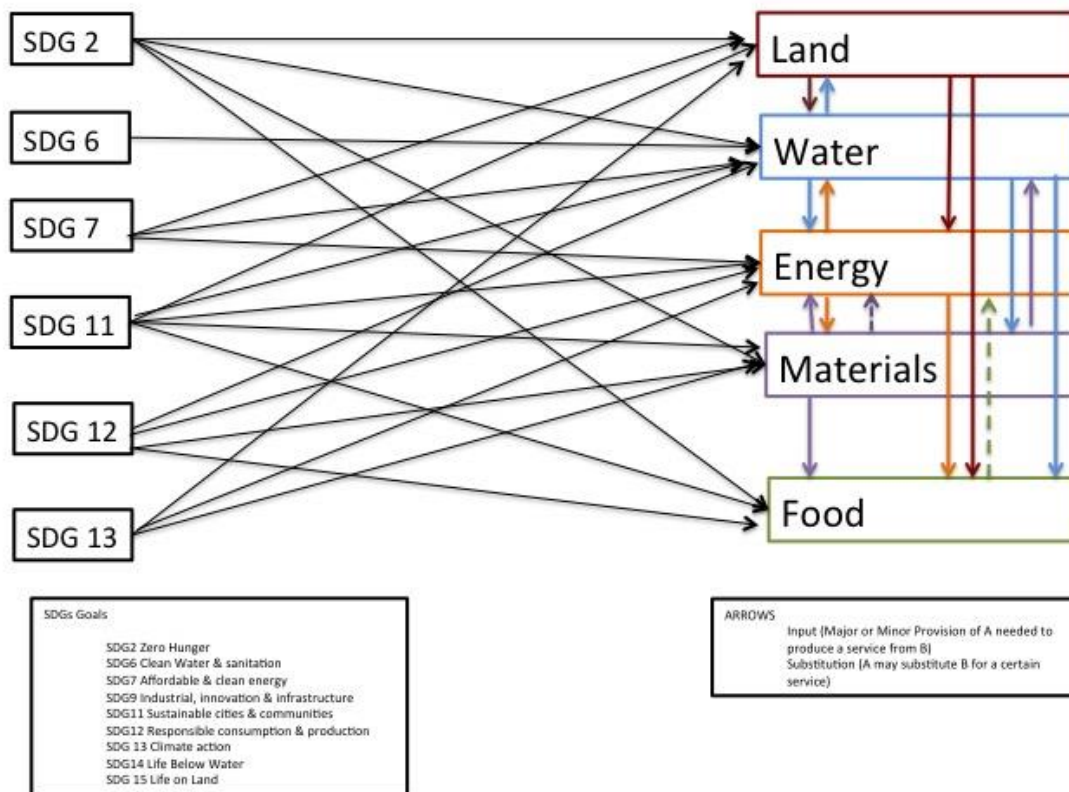 SDG 2
SDG 6
SDG 7
SDG 11
SDG 12
SDG 13
Land
Water
Energy
Materials
Food
SDGs Goals
SDG2 Zero Hunger
SDG6 Clean Water & sanitation
SDG7 Affordable & clean energy
SDG9 Industrial, innovation & infrastructure
SDG11 Sustainable cities & communities
SDG12 Responsible consumption & production
SDG 13 Climate action
SDG14 Life Below Water
SDG 15 Life on Land
ARROWS
Input (Major or Minor Provision of A needed to
produce a service from B)
Substitution (A may substitute B for a certain
service)